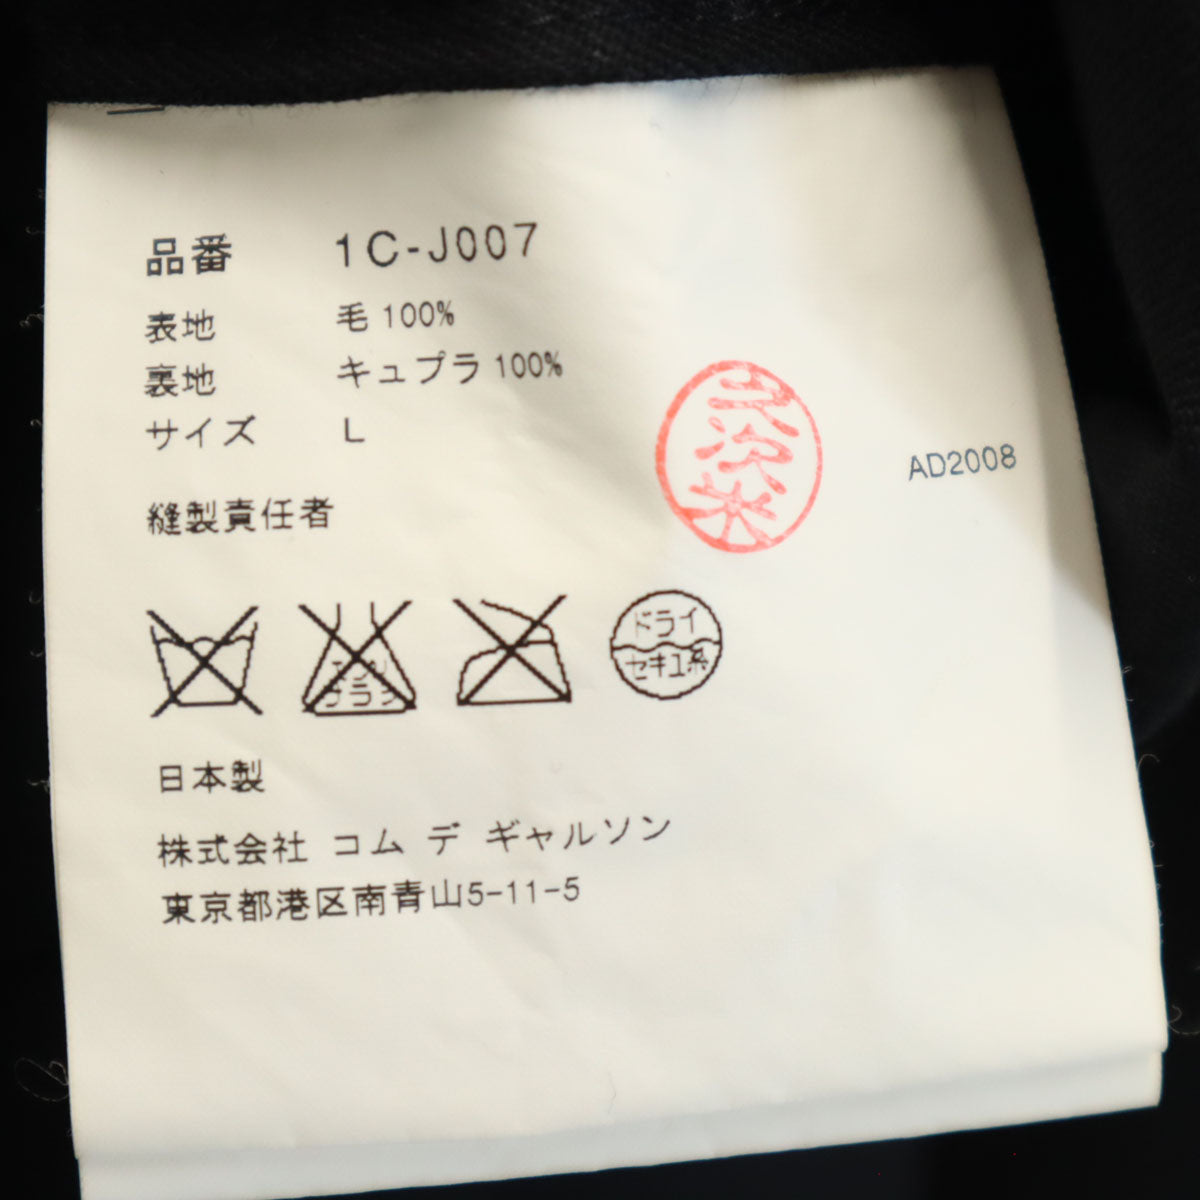 品番 1C-J007
表地 毛 100%
裏地 キュプラ 100%
サイズ L
AD2008
縫製責任者
ドライ
セキユ系
日本製
株式会社 コム デ ギャルソン
東京都港区南青山5-11-5